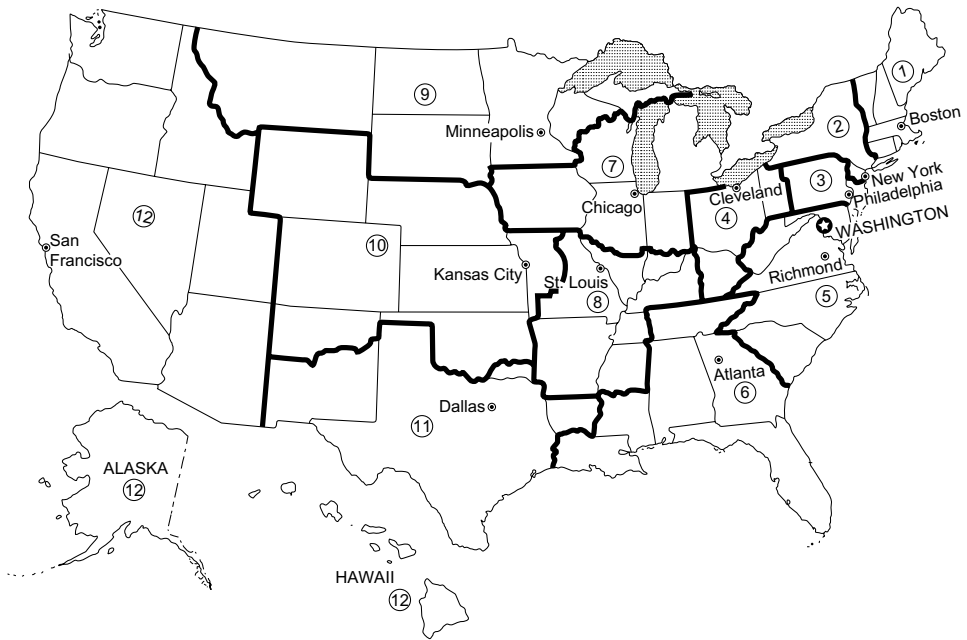 ①
⑨
②
Boston
Minneapolis
⑦
③
New York
Cleveland
Philadelphia
Chicago
④
⑫
WASHINGTON
⑩
San
Francisco
Kansas City
Richmond
St. Louis
⑧
⑤
Atlanta
⑥
Dallas
⑪
ALASKA
⑫
HAWAII
⑫